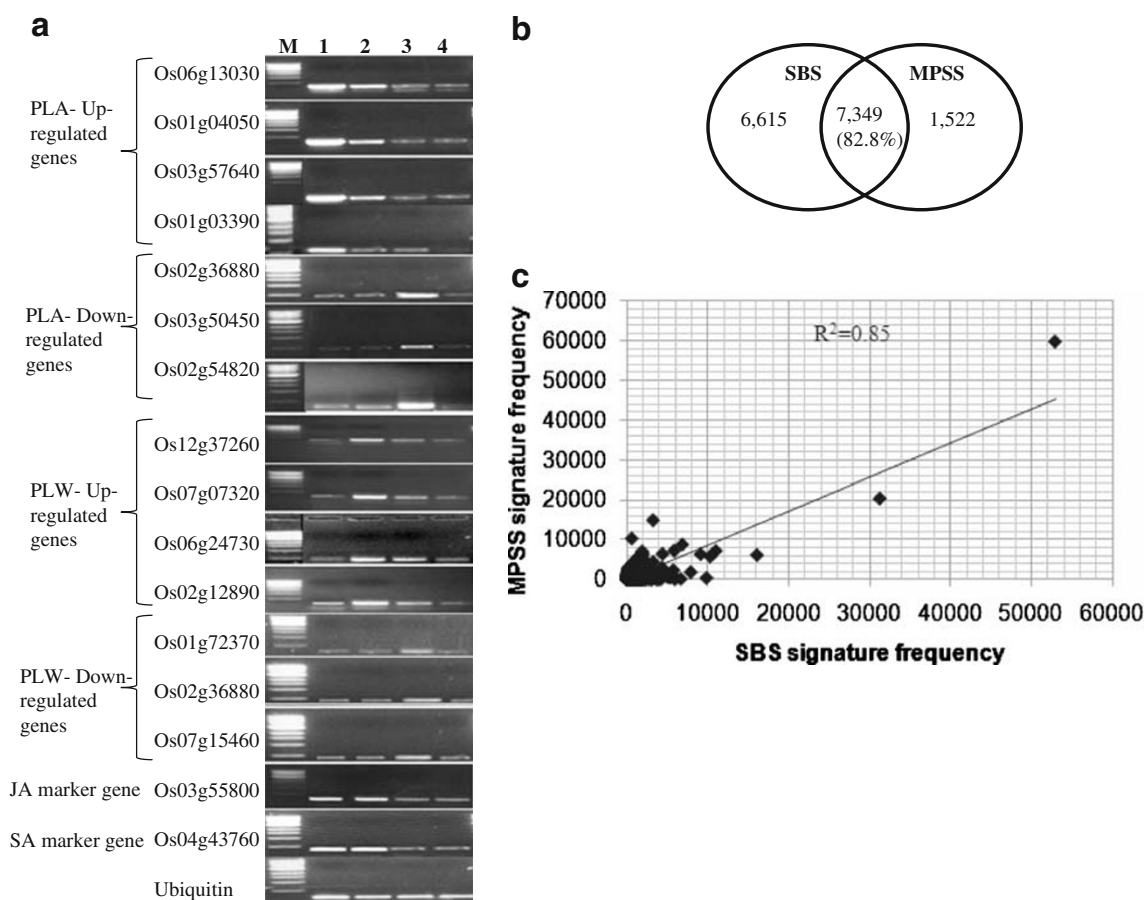 a
M 1 2 3 4
PLA- Up-
regulated
genes
Os06g13030
Os01g04050
Os03g57640
Os01g03390
PLA- Down-
regulated
genes
Os02g36880
Os03g50450
Os02g54820
PLW- Up-
regulated
genes
Os12g37260
Os07g07320
Os06g24730
Os02g12890
PLW- Down-
regulated
genes
Os01g72370
Os02g36880
Os07g15460
JA marker gene Os03g55800
SA marker gene Os04g43760
Ubiquitin
b
SBS MPSS
6,615 7,349 1,522
(82.8%)
c
MPSS signature frequency
70000
60000
50000
40000
30000
20000
10000
0
R²=0.85
0 10000 20000 30000 40000 50000 60000
SBS signature frequency